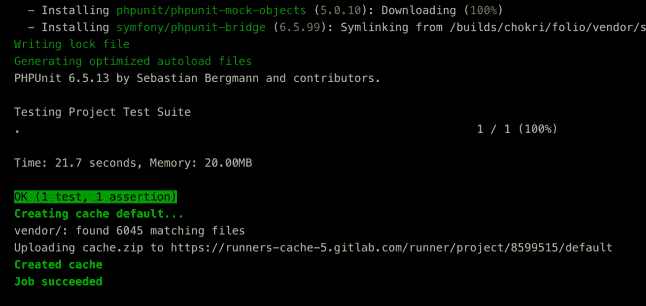 - Installing phpunit/phpunit-mock-objects (5.0.10): Downloading (100%)
- Installing symfony/phpunit-bridge (6.5.99): Symlinking from /builds/chokri/folio/vendor/s
Writing lock file
Generating optimized autoload files
PHPUnit 6.5.13 by Sebastian Bergmann and contributors.
Testing Project Test Suite
. 1 / 1 (100%)
Time: 21.7 seconds, Memory: 20.00MB
OK (1 test, 1 assertion)
Creating cache default...
vendor/: found 6045 matching files
Uploading cache.zip to https://runners-cache-5.gitlab.com/runner/project/8599515/default
Created cache
Job succeeded